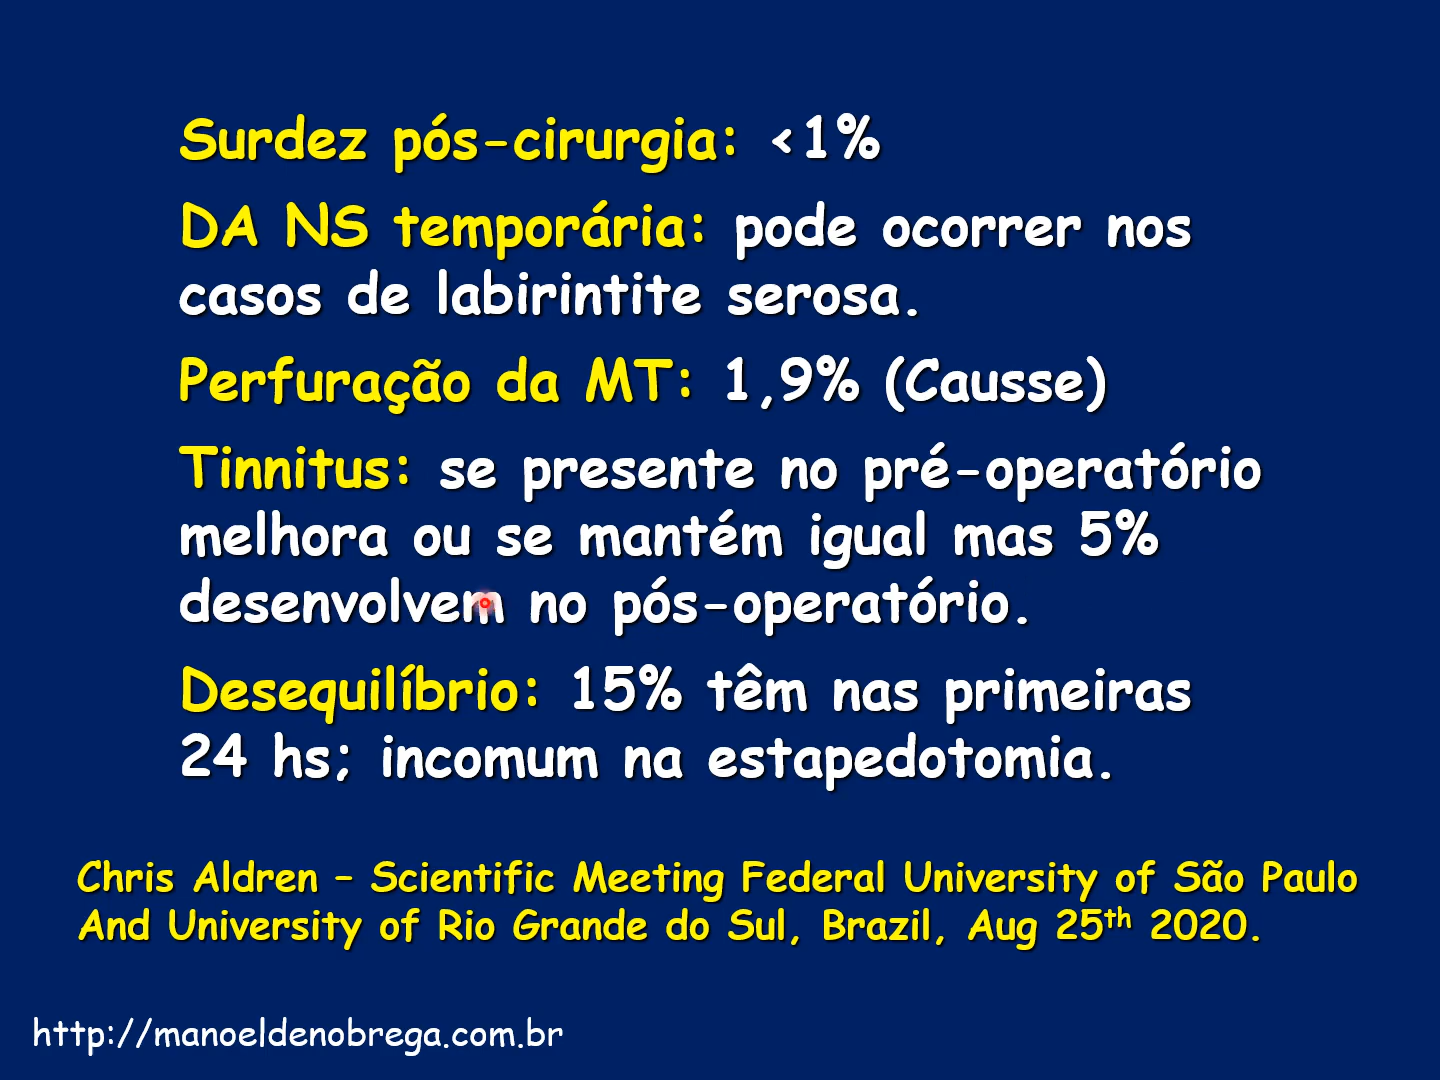 Surdez pós-cirurgia: <1%
DA NS temporária: pode ocorrer nos
casos de labirintite serosa.
Perfuração da MT: 1,9% (Causse)
Tinnitus: se presente no pré-operatório
melhora ou se mantém igual mas 5%
desenvolvem no pós-operatório.
Desequilíbrio: 15% têm nas primeiras
24 hs; incomum na estapedotomia.
Chris Aldren – Scientific Meeting Federal University of São Paulo
And University of Rio Grande do Sul, Brazil, Aug 25th 2020.
http://manoeldenobrega.com.br